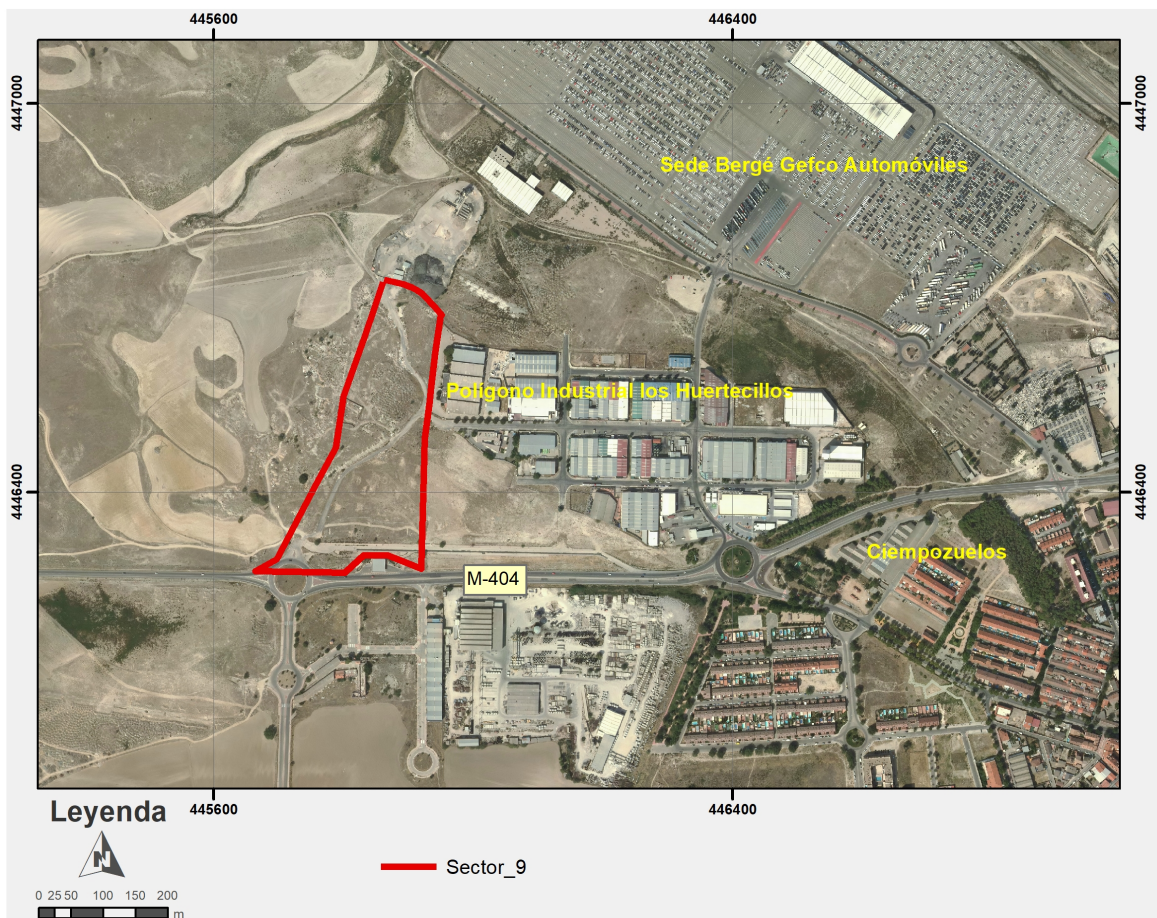 445600 446400
4447000 4447000
Sede Bergé Gefco Automóviles
Polígono Industrial los Huertecillos
4446400 4446400
Ciempozuelos
M-404
445600 446400
Leyenda
N
Sector_9
0 25 50 100 150 200
m